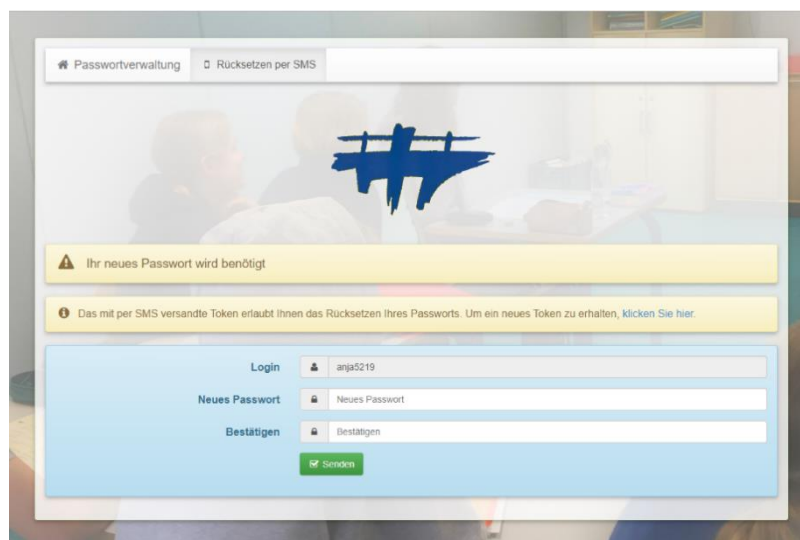 Passwortverwaltung Rücksetzen per SMS
Ihr neues Passwort wird benötigt
Das mit per SMS versandte Token erlaubt Ihnen das Rücksetzen Ihres Passworts. Um ein neues Token zu erhalten, klicken Sie hier.
Login anja5219
Neues Passwort Neues Passwort
Bestätigen Bestätigen
Senden